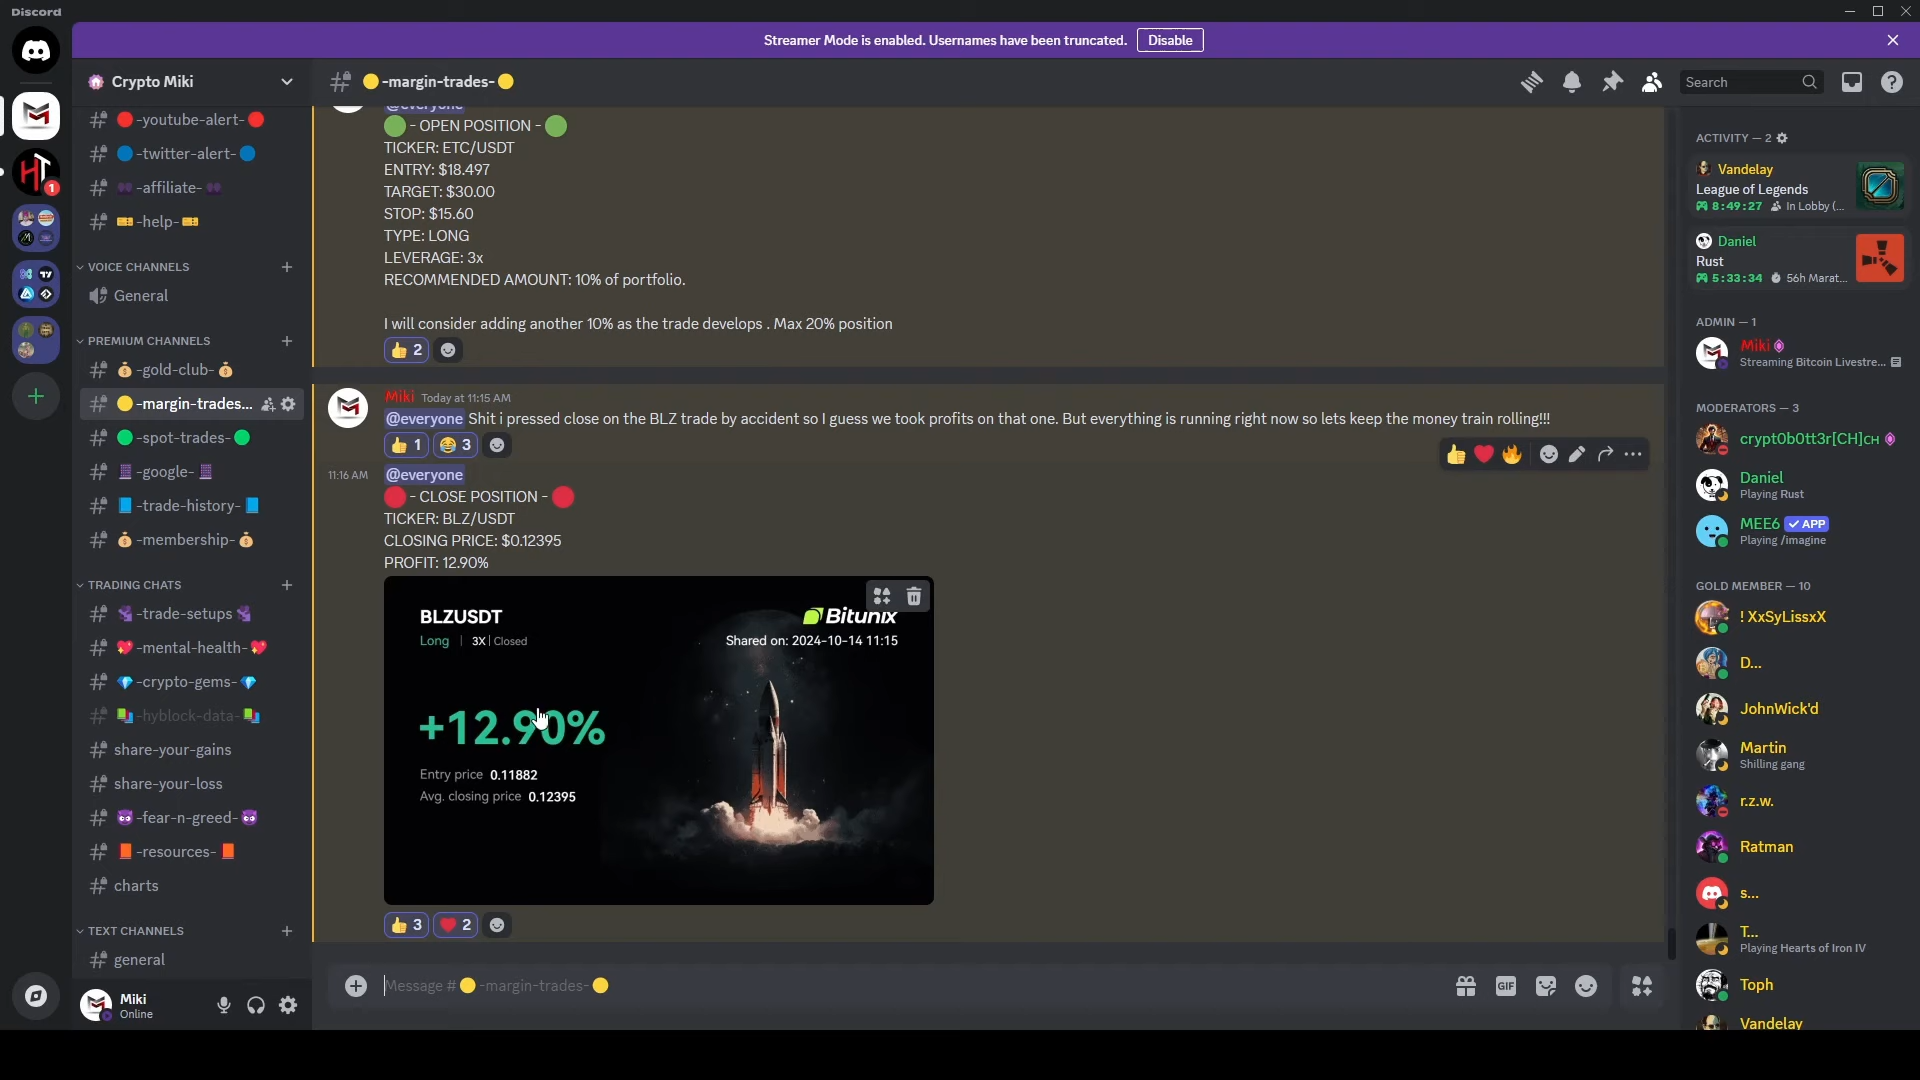 Discord
Streamer Mode is enabled. Usernames have been truncated. Disable
Crypto Miki
-youtube-alert-
-twitter-alert-
-affiliate-
-help-
VOICE CHANNELS
General
PREMIUM CHANNELS
-gold-club-
-margin-trades...
-spot-trades-
-google-
-trade-history-
-membership-
TRADING CHATS
-trade-setups
-mental-health-
-crypto-gems-
-hyblock-data-
share-your-gains
share-your-loss
-fear-n-greed-
-resources-
charts
TEXT CHANNELS
general
Miki
Online
-margin-trades-
Search
@everyone
- OPEN POSITION -
TICKER: ETC/USDT
ENTRY: $18.497
TARGET: $30.00
STOP: $15.60
TYPE: LONG
LEVERAGE: 3x
RECOMMENDED AMOUNT: 10% of portfolio.
I will consider adding another 10% as the trade develops . Max 20% position
2
Miki Today at 11:15 AM
@everyone Shit i pressed close on the BLZ trade by accident so I guess we took profits on that one. But everything is running right now so lets keep the money train rolling!!!
1 3
11:16 AM @everyone
- CLOSE POSITION -
TICKER: BLZ/USDT
CLOSING PRICE: $0.12395
PROFIT: 12.90%
BLZUSDT
Bitunix
Long | 3X | Closed
Shared on: 2024-10-14 11:15
+12.90%
Entry price 0.11882
Avg. closing price 0.12395
3 2
Message # -margin-trades-
GIF
ACTIVITY — 2
Vandelay
League of Legends
8:49:27 In Lobby (...
Daniel
Rust
5:33:34 56h Marat...
ADMIN — 1
Miki
Streaming Bitcoin Livestre...
MODERATORS — 3
crypt0b0tt3r[CH]CH
Daniel
Playing Rust
MEE6 ✓ APP
Playing /imagine
GOLD MEMBER — 10
! XxSyLissxX
D...
JohnWick'd
Martin
Shilling gang
r.z.w.
Ratman
s...
T...
Playing Hearts of Iron IV
Toph
Vandelay